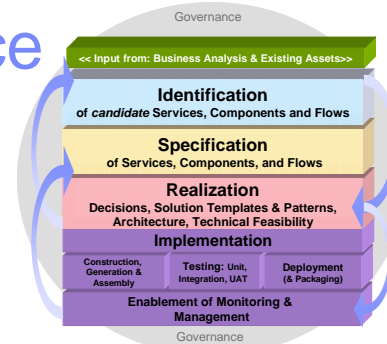 Governance
ce
<< Input from: Business Analysis & Existing Assets>>
Identification
of candidate Services, Components and Flows
Specification
of Services, Components, and Flows
Realization
Decisions, Solution Templates & Patterns,
Architecture, Technical Feasibility
Implementation
Construction,
Generation &
Assembly
Testing: Unit,
Integration, UAT
Deployment
(& Packaging)
Enablement of Monitoring &
Management
Governance